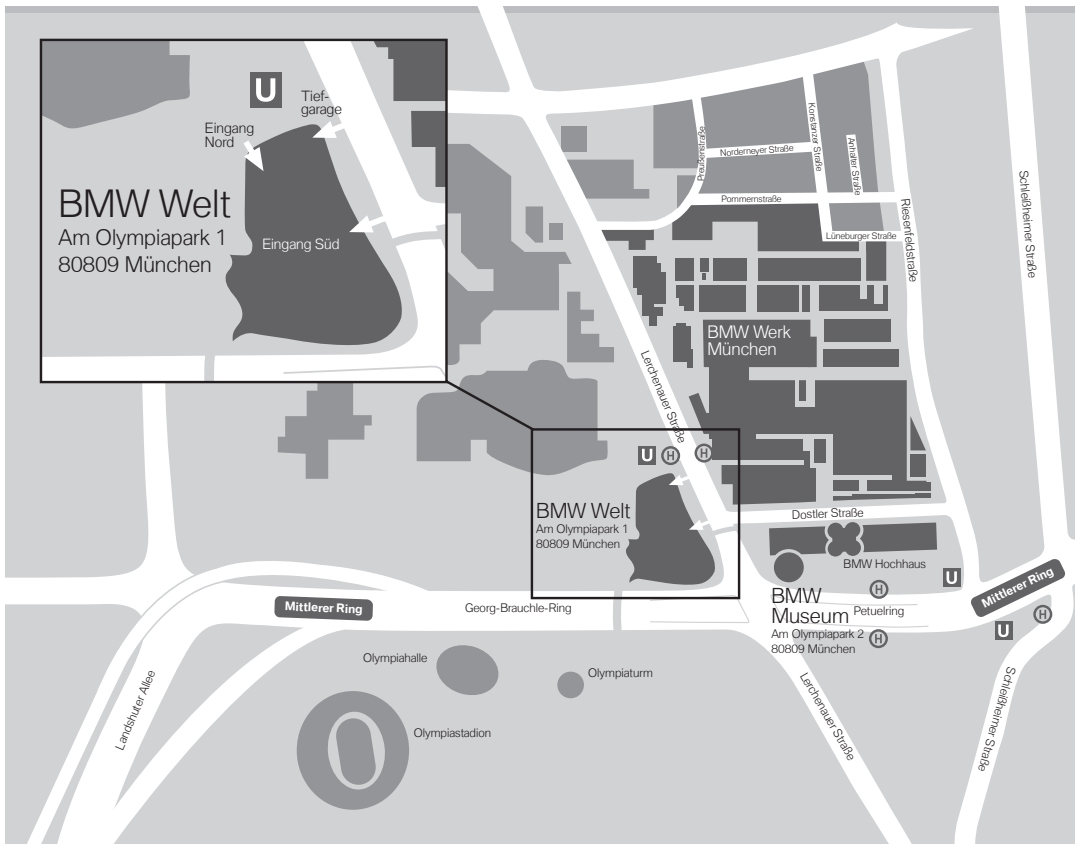 U
Tief-
garage
Eingang
Nord
BMW Welt
Am Olympiapark 1
80809 München
Eingang Süd
Preußenstraße
Norderneyer Straße
Konstanzer Straße
Anhalter Straße
Pommernstraße
Lüneburger Straße
Riesenfeldstraße
Schleißheimer Straße
BMW Werk
München
Lerchenauer Straße
U
H
H
BMW Welt
Am Olympiapark 1
80809 München
Dostler Straße
BMW Hochhaus
U
Mittlerer Ring
BMW
Museum
Am Olympiapark 2
80809 München
H
Petuelring
H
U
H
Mittlerer Ring
Georg-Brauchle-Ring
Olympiahalle
Olympiaturm
Olympiastadion
Landshuter Allee
Lerchenauer Straße
Schleißheimer Straße